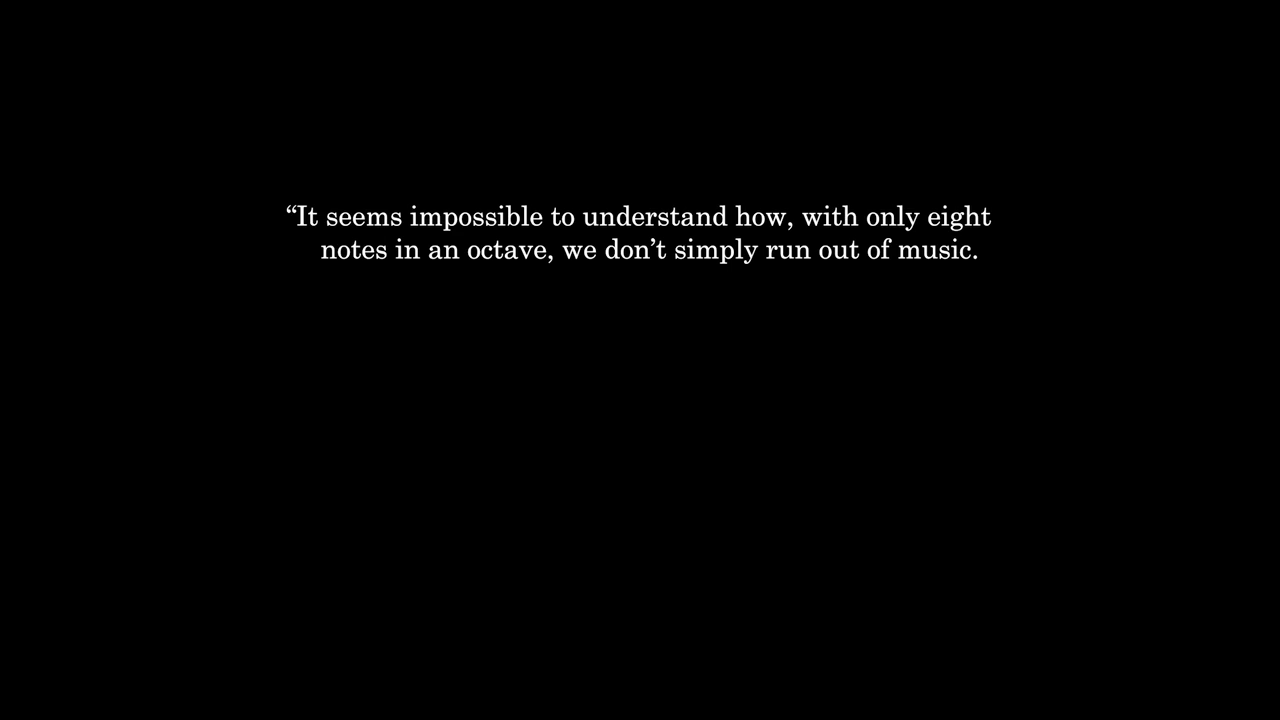 “It seems impossible to understand how, with only eight
notes in an octave, we don’t simply run out of music.